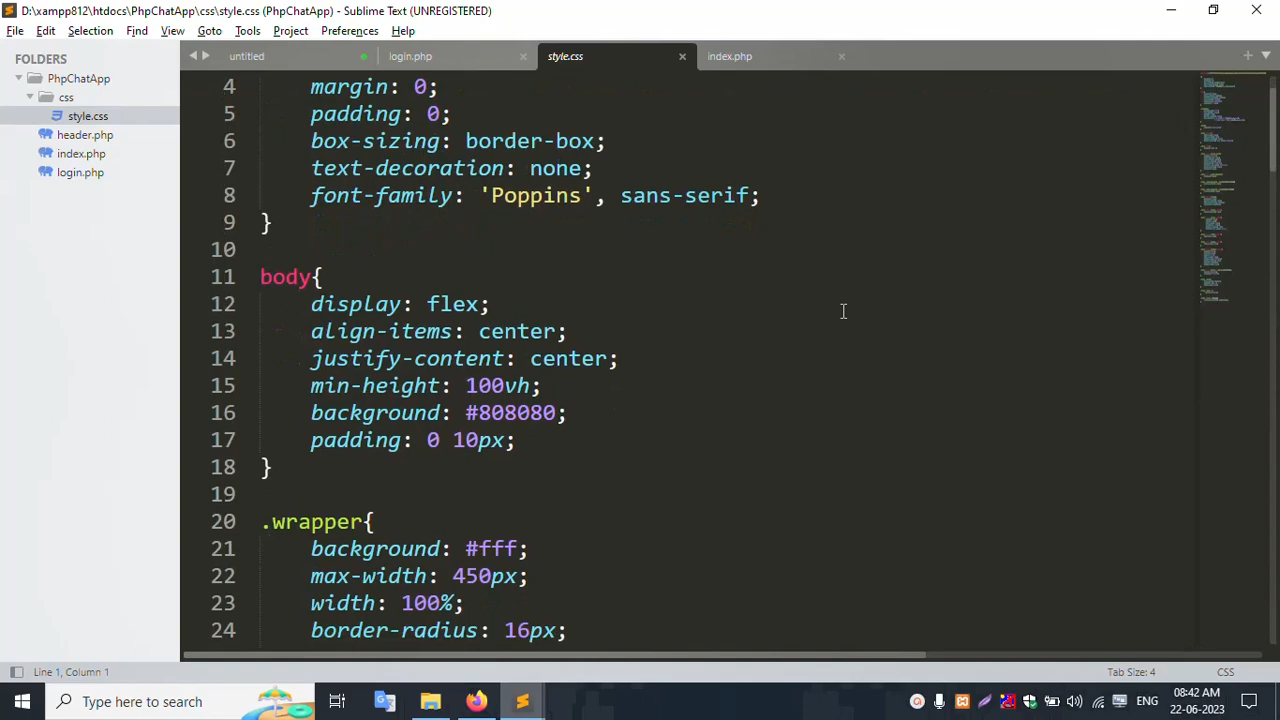 D:\xampp812\htdocs\PhpChatApp\css\style.css (PhpChatApp) - Sublime Text (UNREGISTERED)
File Edit Selection Find View Goto Tools Project Preferences Help
FOLDERS
PhpChatApp
css
style.css
header.php
index.php
login.php
untitled login.php style.css index.php
4 margin: 0;
5 padding: 0;
6 box-sizing: border-box;
7 text-decoration: none;
8 font-family: 'Poppins', sans-serif;
9 }
10
11 body{
12 display: flex;
13 align-items: center;
14 justify-content: center;
15 min-height: 100vh;
16 background: #808080;
17 padding: 0 10px;
18 }
19
20 .wrapper{
21 background: #fff;
22 max-width: 450px;
23 width: 100%;
24 border-radius: 16px;
Line 1, Column 1 Tab Size: 4 CSS
Type here to search
ENG
08:42 AM
22-06-2023